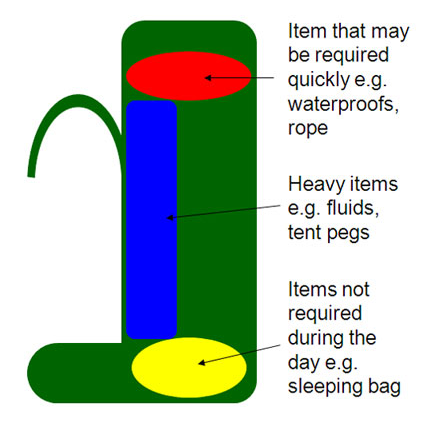 Item that may
be required
quickly e.g.
waterproofs,
rope
Heavy items
e.g. fluids,
tent pegs
Items not
required
during the
day e.g.
sleeping bag